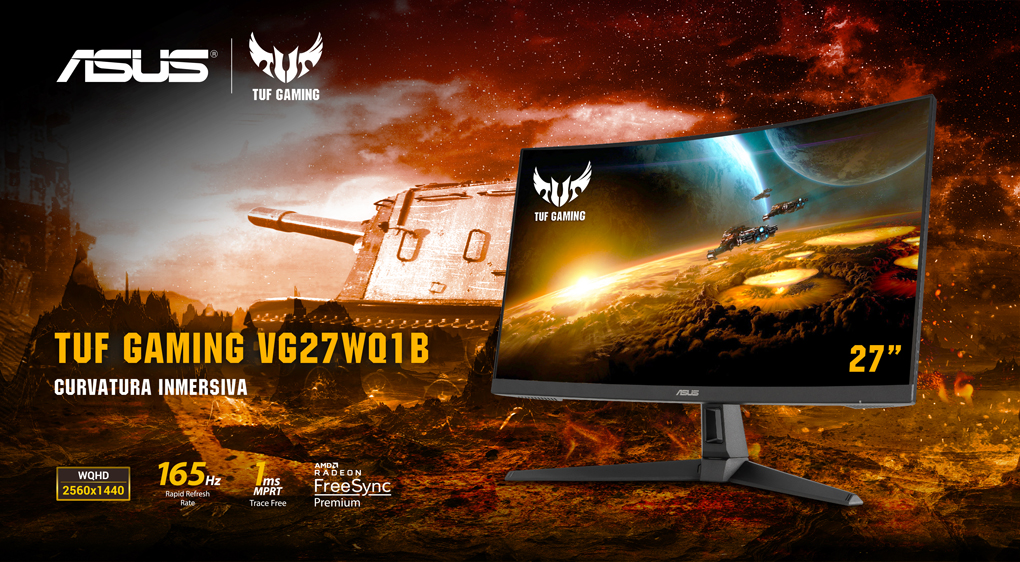 ASUS®
TUF GAMING
TUF GAMING
27”
ASUS
TUF GAMING VG27WQ1B
CURVATURA INMERSIVA
WQHD
2560x1440
165Hz
Rapid Refresh
Rate
1ms
MPRT
Trace Free
AMD
RADEON
FreeSync
Premium